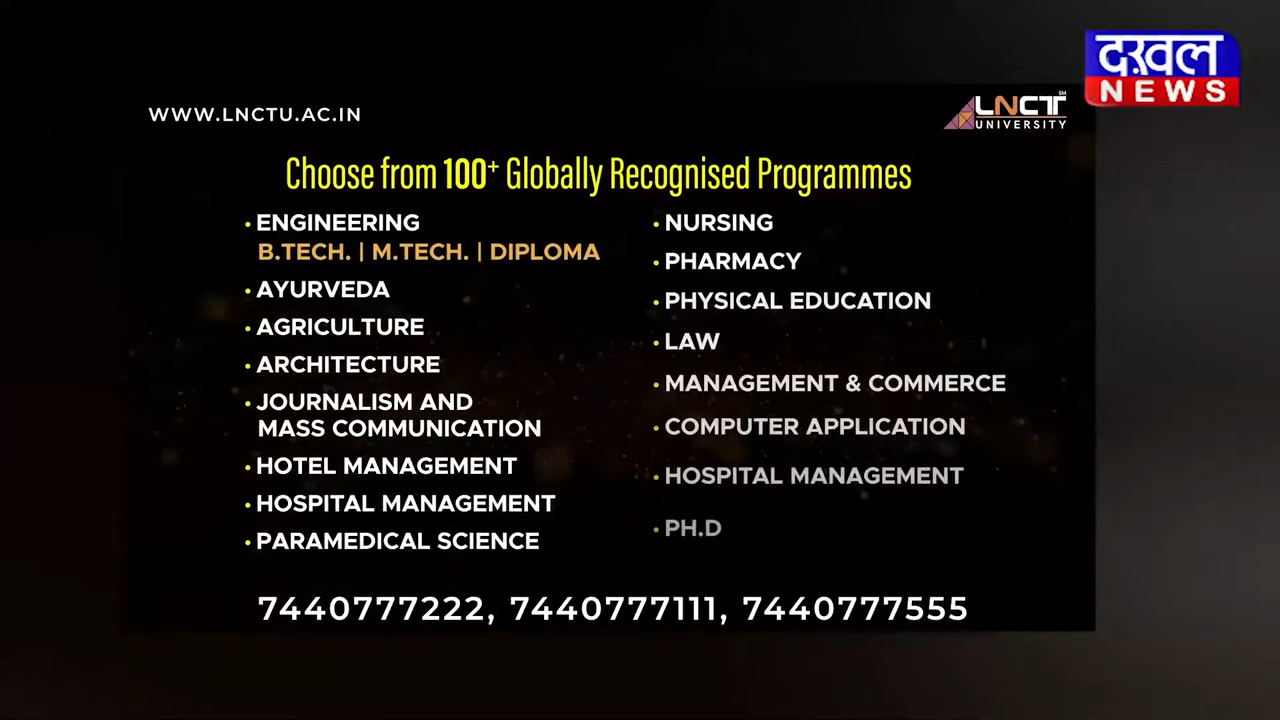 दखल
NEWS
WWW.LNCTU.AC.IN
LNCT SM
UNIVERSITY
Choose from 100+ Globally Recognised Programmes
• ENGINEERING
B.TECH. | M.TECH. | DIPLOMA
• AYURVEDA
• AGRICULTURE
• ARCHITECTURE
• JOURNALISM AND
MASS COMMUNICATION
• HOTEL MANAGEMENT
• HOSPITAL MANAGEMENT
• PARAMEDICAL SCIENCE
• NURSING
• PHARMACY
• PHYSICAL EDUCATION
• LAW
• MANAGEMENT & COMMERCE
• COMPUTER APPLICATION
• HOSPITAL MANAGEMENT
• PH.D
7440777222, 7440777111, 7440777555